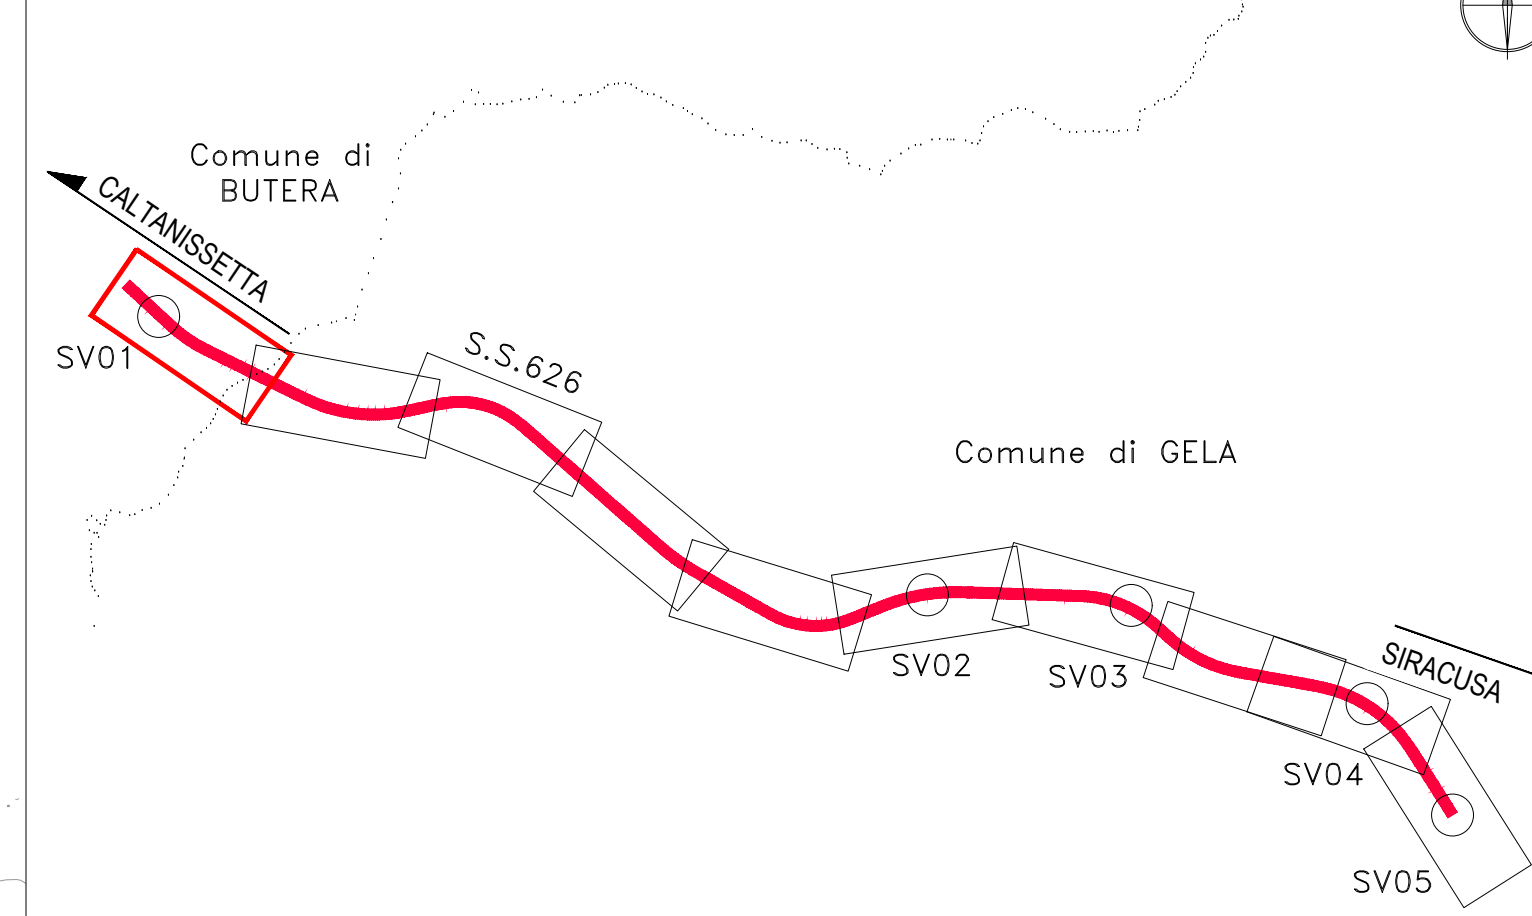 Comune di
BUTERA
CALTANISSETTA
SV01
S.S.626
Comune di GELA
SV02
SV03
SIRACUSA
SV04
SV05